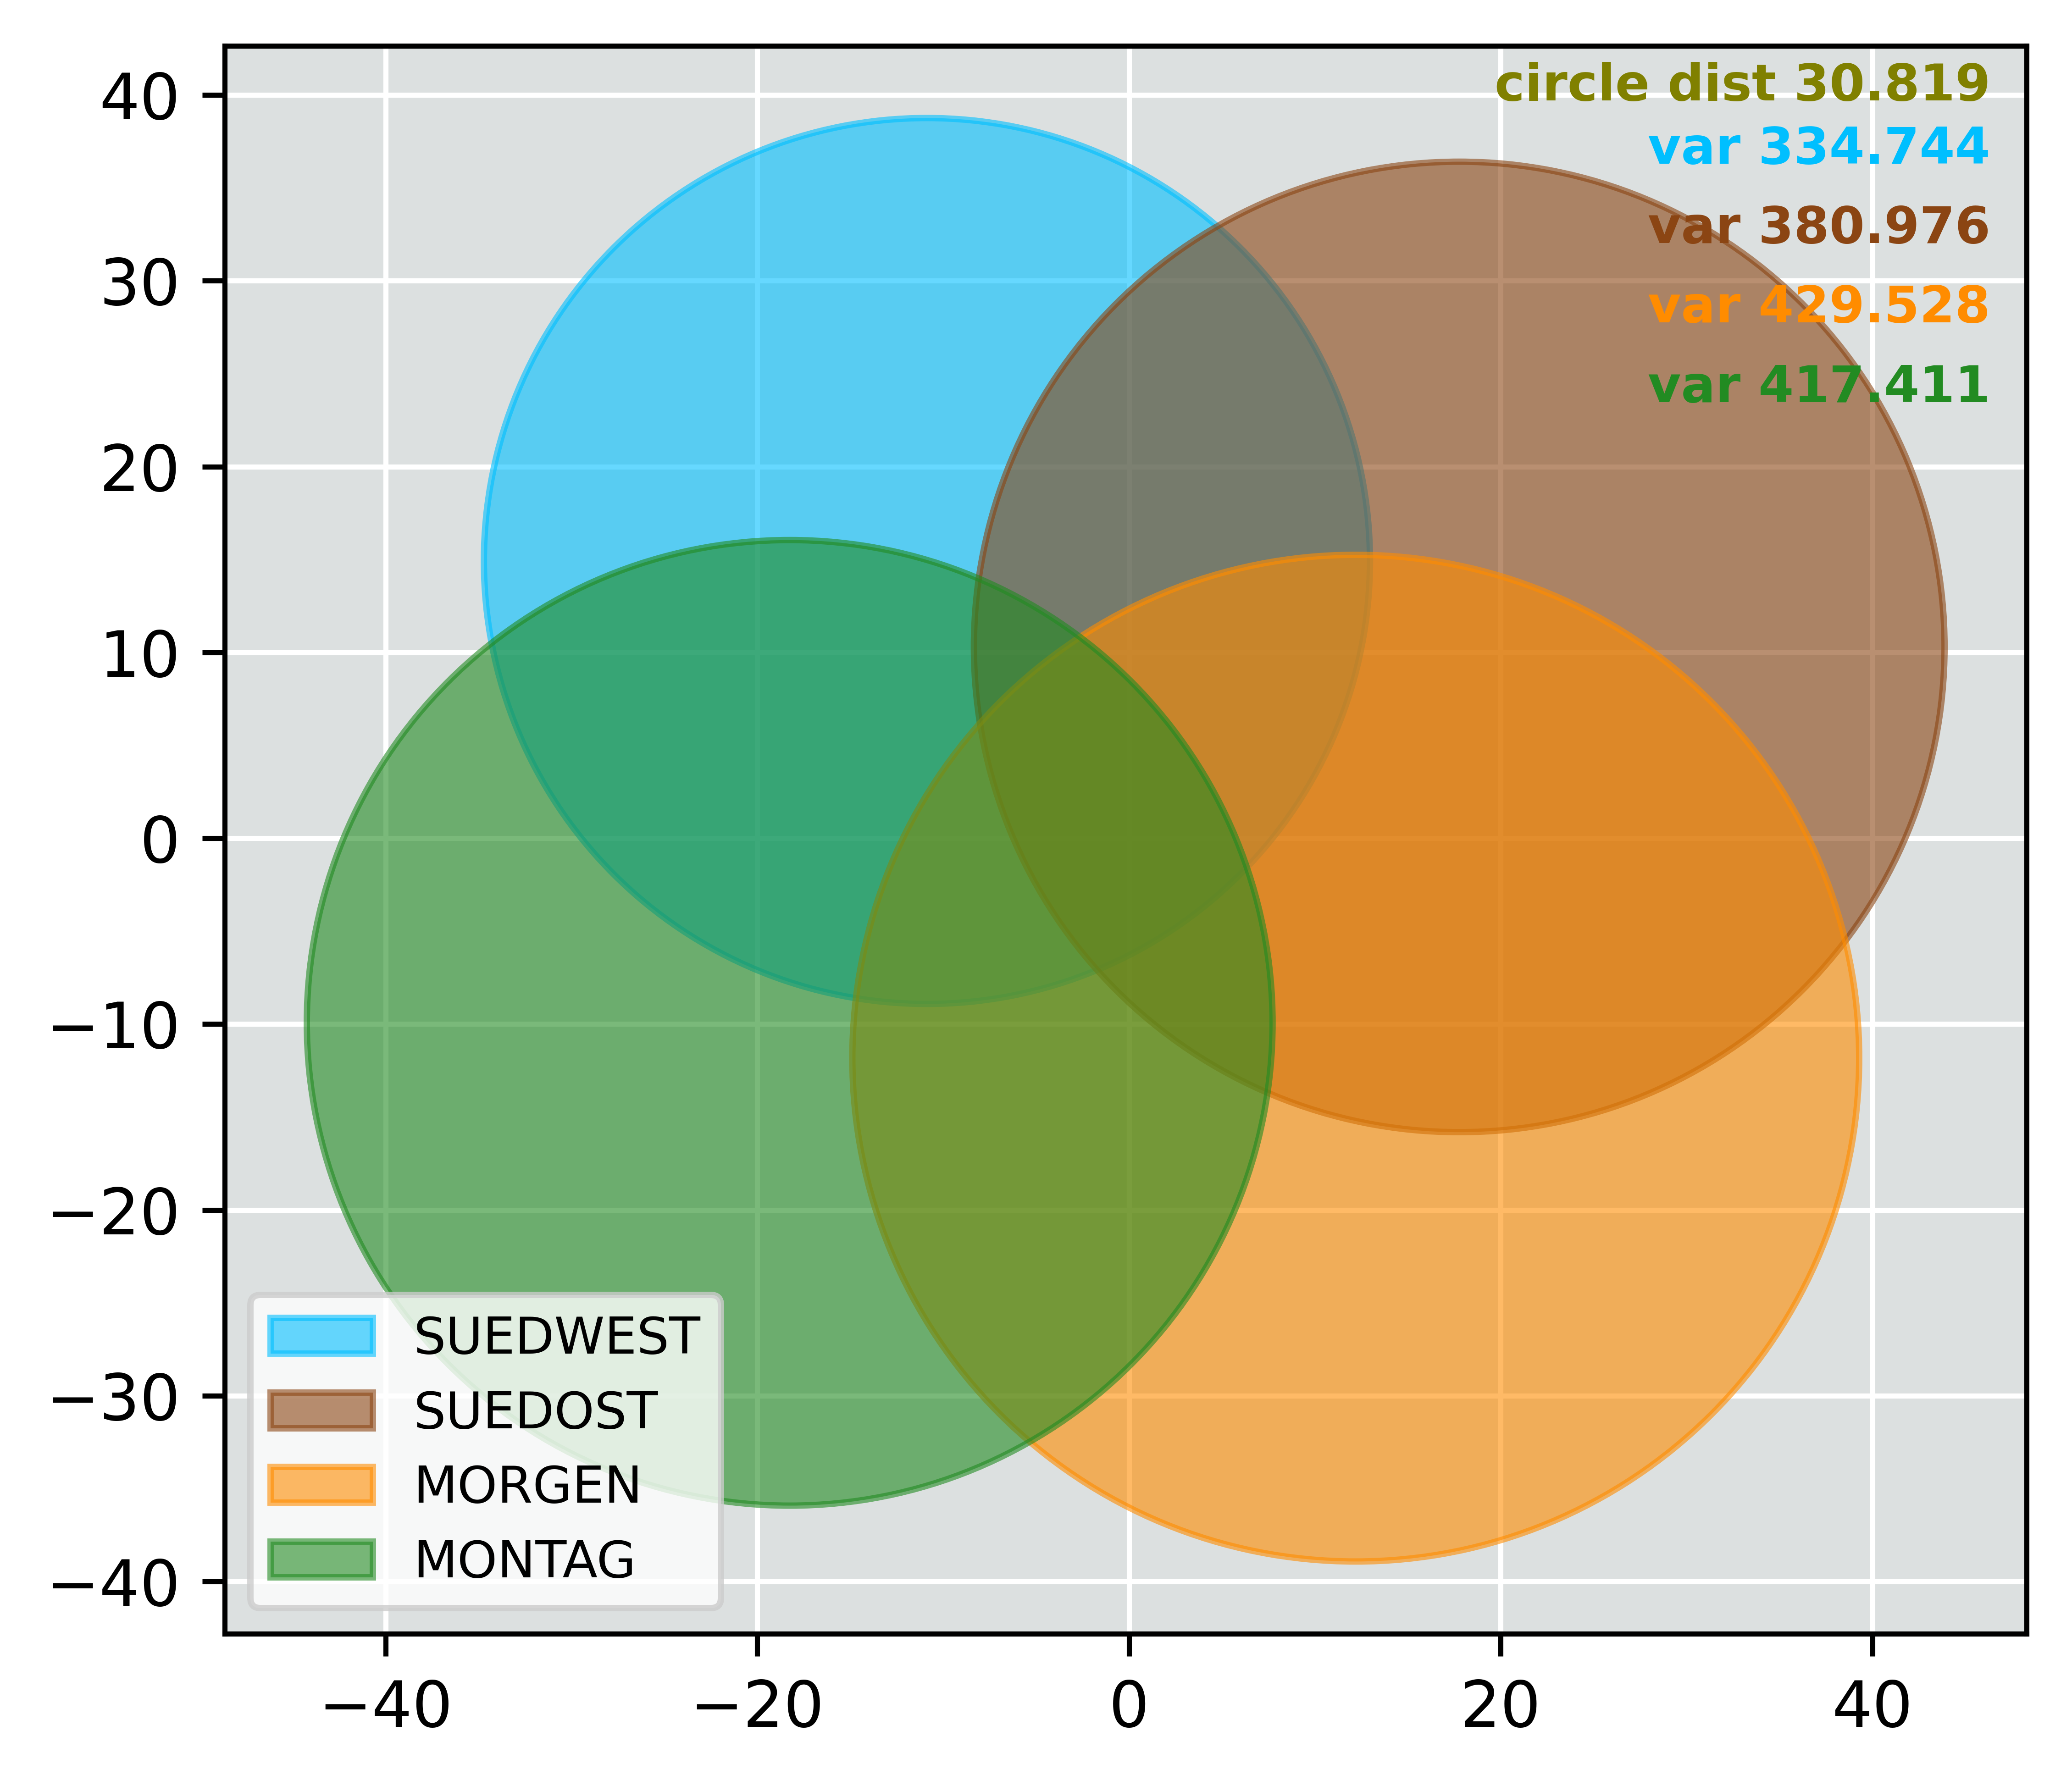 circle dist 30.819
var 334.744
var 380.976
var 429.528
var 417.411
40
30
20
10
0
−10
−20
−30
−40
SUEDWEST
SUEDOST
MORGEN
MONTAG
−40 −20 0 20 40